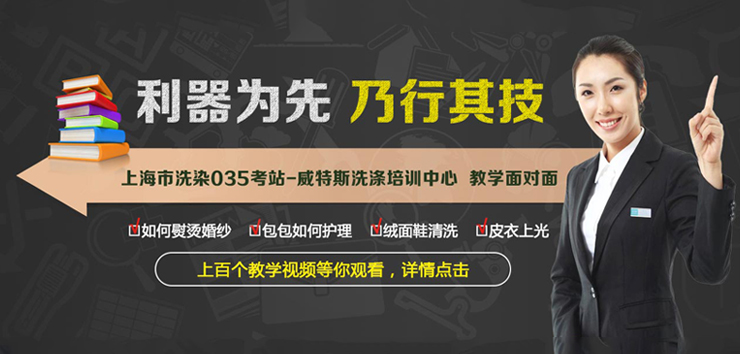 利器为先 乃行其技
上海市洗染035考站-威特斯洗涤培训中心 教学面对面
如何熨烫婚纱 包包如何护理 绒面鞋清洗 皮衣上光
上百个教学视频等你观看，详情点击